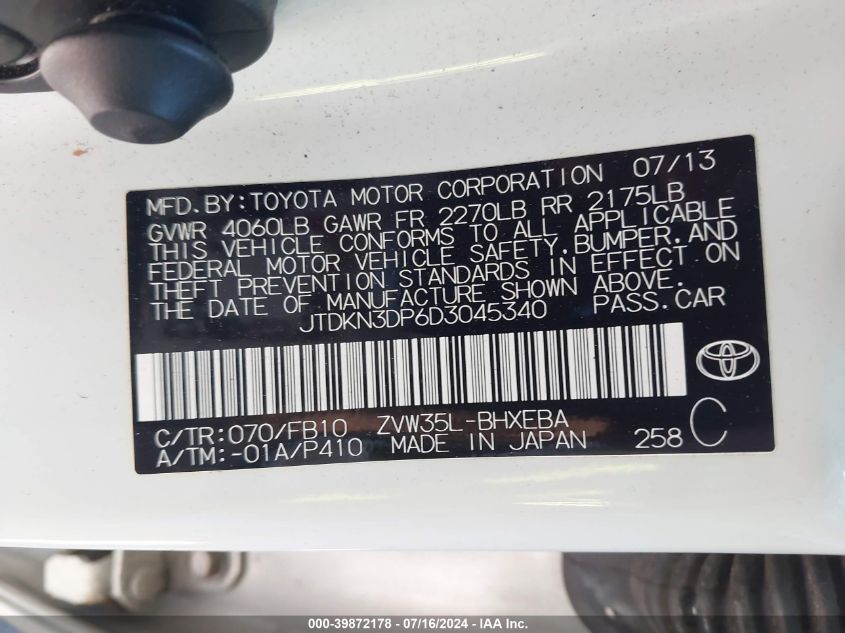 MFD.BY:TOYOTA MOTOR CORPORATION 07/13
GVWR 4060LB GAWR FR 2270LB RR 2175LB
THIS VEHICLE CONFORMS TO ALL APPLICABLE
FEDERAL MOTOR VEHICLE SAFETY,BUMPER,AND
THEFT PREVENTION STANDARDS IN EFFECT ON
THE DATE OF MANUFACTURE SHOWN ABOVE.
JTDKN3DP6D3045340 PASS.CAR
C/TR:070/FB10 ZVW35L-BHXEBA
A/TM:-01A/P410 MADE IN JAPAN 258 C
000-39872178 - 07/16/2024 - IAA Inc.